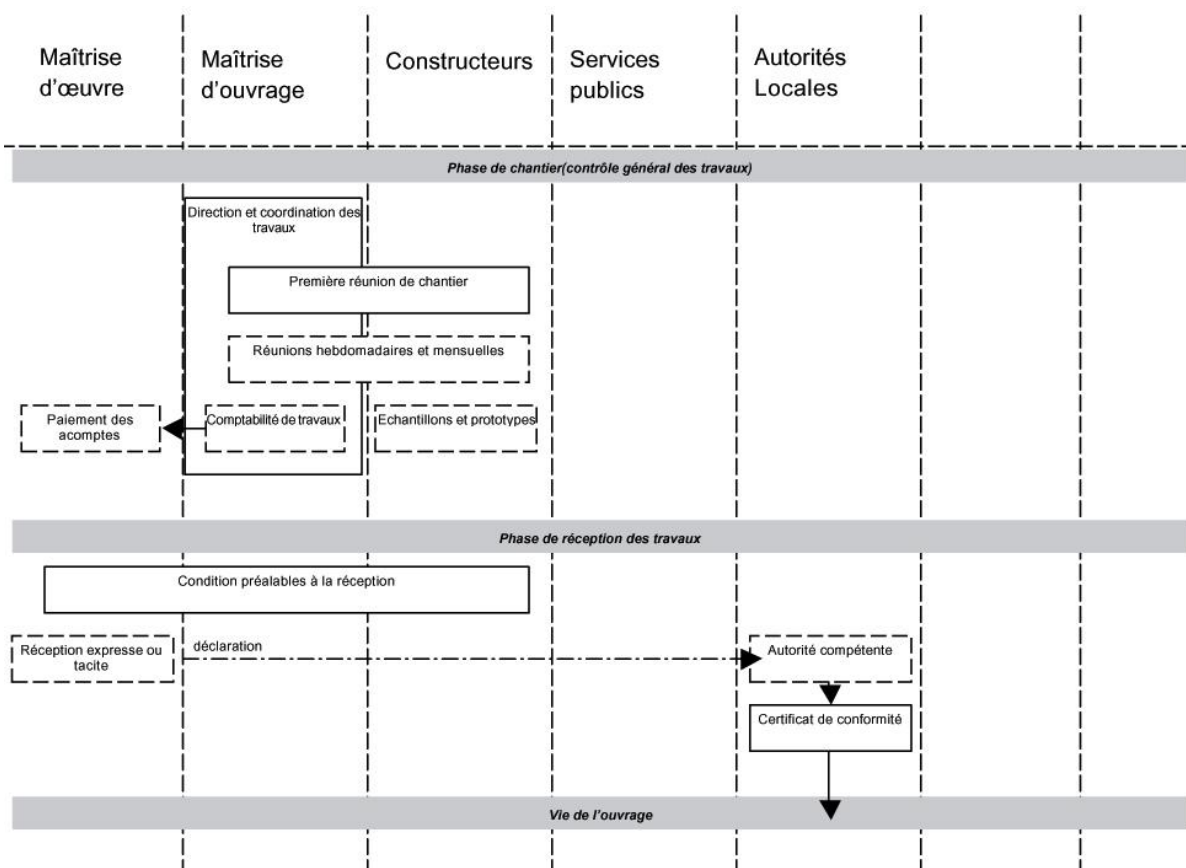 Maîtrise
d'œuvre
Maîtrise
d'ouvrage
Constructeurs
Services
publics
Autorités
Locales
Phase de chantier(contrôle général des travaux)
Direction et coordination des
travaux
Première réunion de chantier
Réunions hebdomadaires et mensuelles
Paiement des
acomptes
Comptabilité de travaux
Echantillons et prototypes
Phase de réception des travaux
Condition préalables à la réception
Réception expresse ou
tacite
déclaration
Autorité compétente
Certificat de conformité
Vie de l'ouvrage